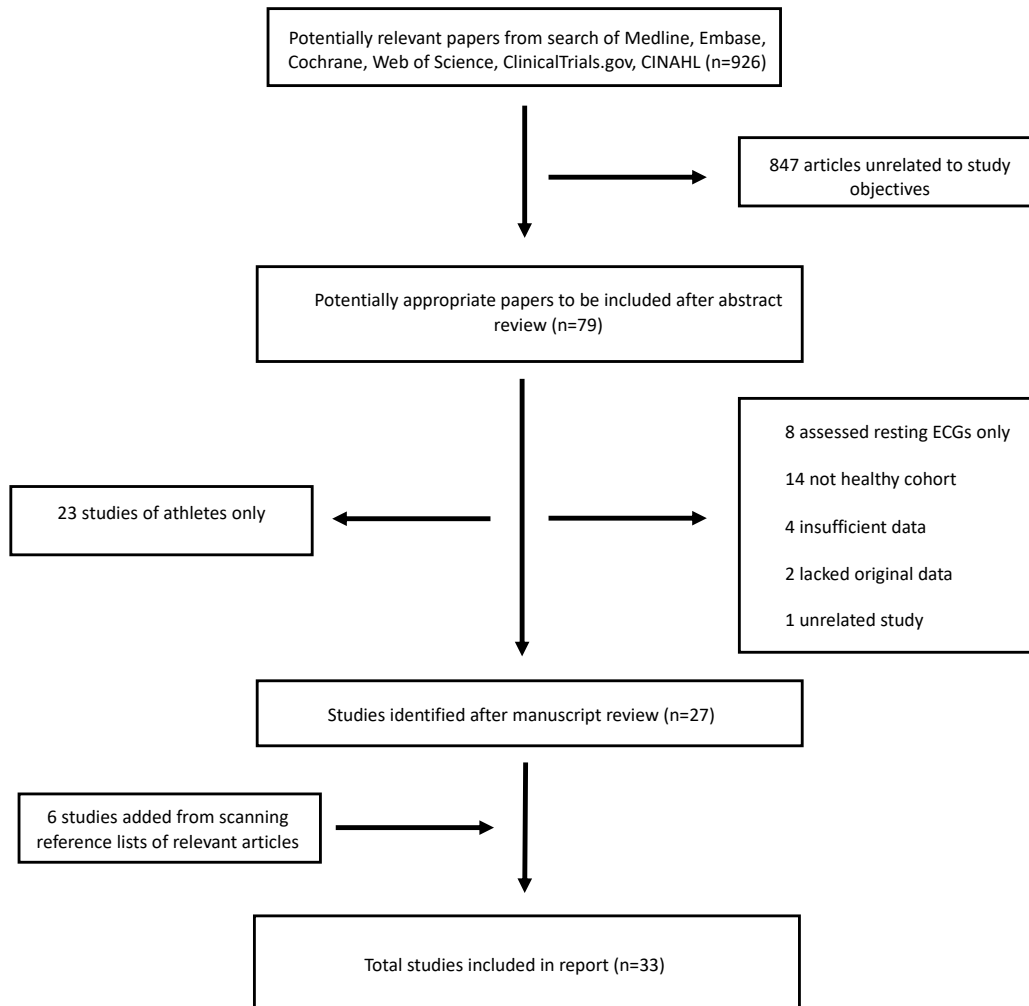 Potentially relevant papers from search of Medline, Embase,
Cochrane, Web of Science, ClinicalTrials.gov, CINAHL (n=926)
847 articles unrelated to study
objectives
Potentially appropriate papers to be included after abstract
review (n=79)
23 studies of athletes only
8 assessed resting ECGs only
14 not healthy cohort
4 insufficient data
2 lacked original data
1 unrelated study
Studies identified after manuscript review (n=27)
6 studies added from scanning
reference lists of relevant articles
Total studies included in report (n=33)